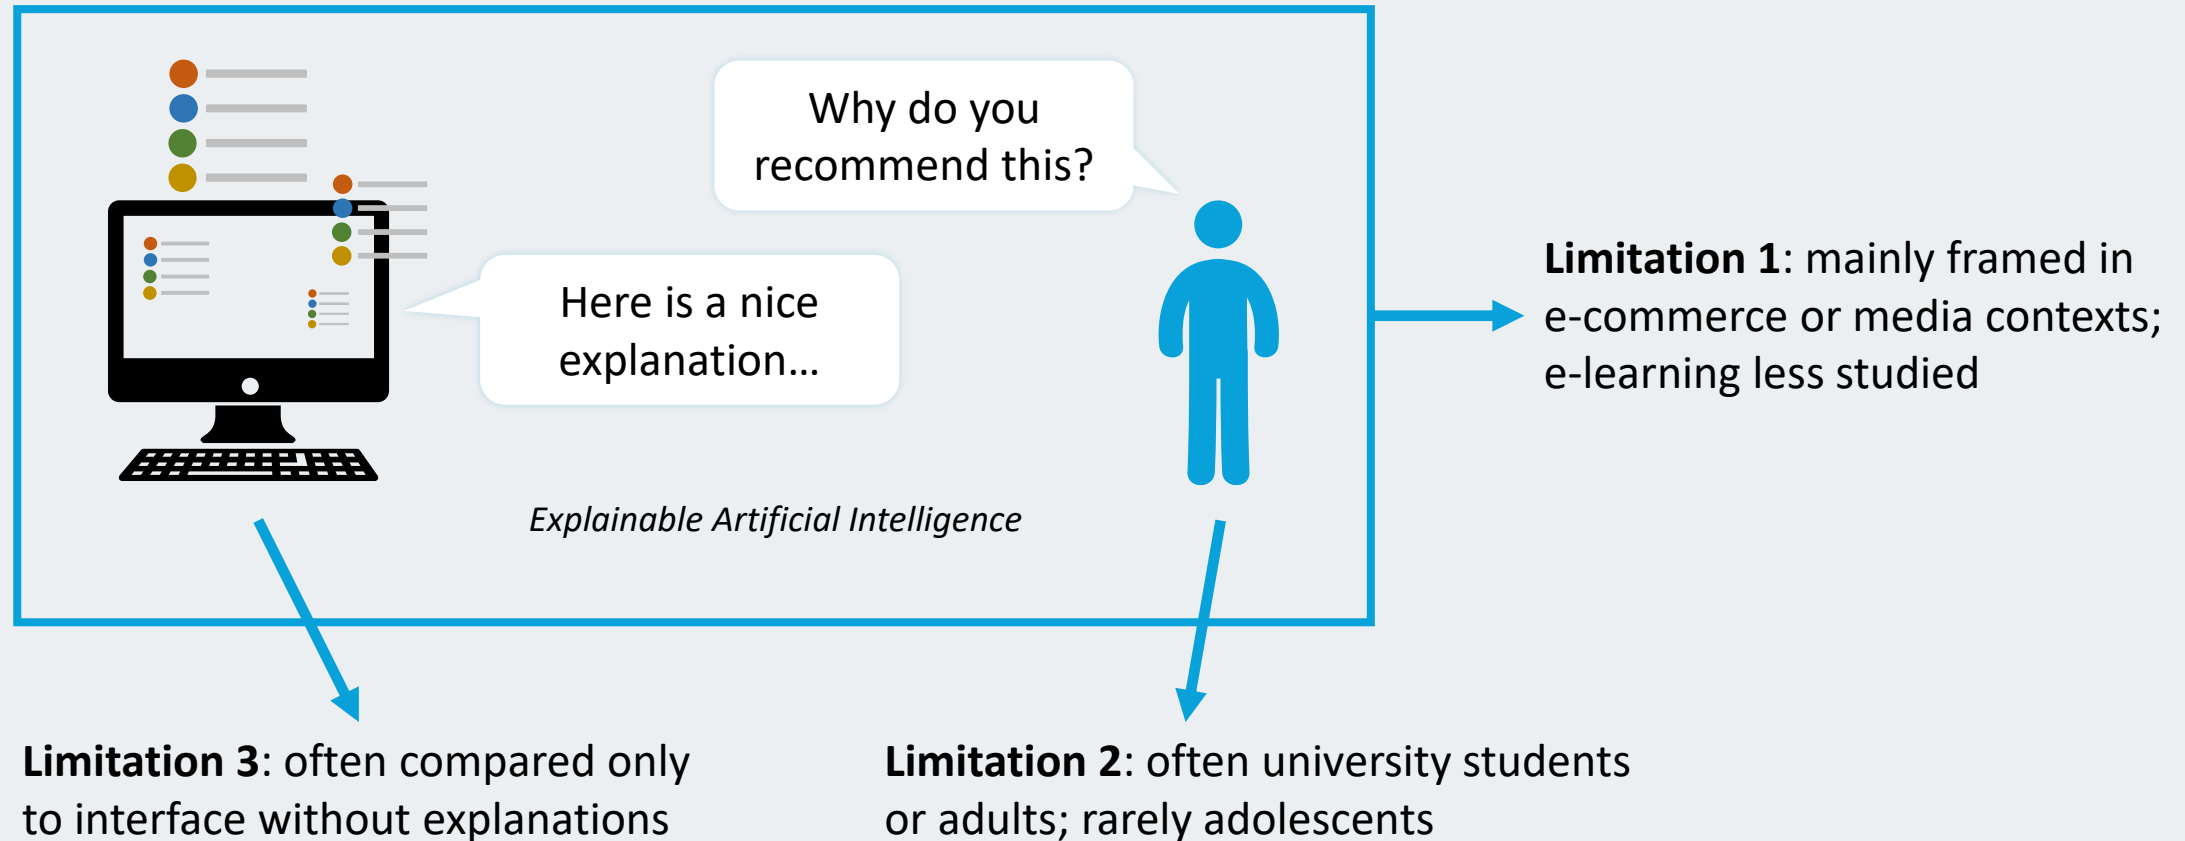 Why do you
recommend this?
Here is a nice
explanation...
Explainable Artificial Intelligence
Limitation 1: mainly framed in
e-commerce or media contexts;
e-learning less studied
Limitation 3: often compared only
to interface without explanations
Limitation 2: often university students
or adults; rarely adolescents